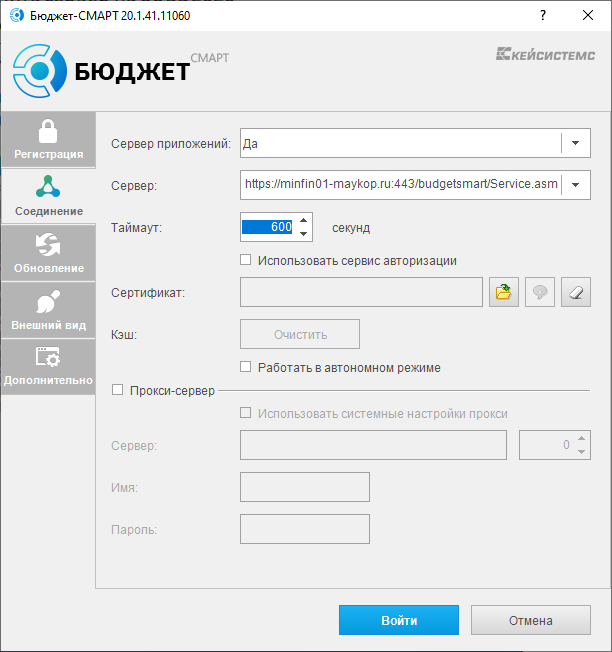 Бюджет-СМАРT 20.1.41.11060
БЮДЖЕТ СМАРТ
КЕЙСИСТЕМС
Регистрация
Соединение
Обновление
Внешний вид
Дополнительно
Сервер приложений: Да
Сервер: https://minfin01-maykop.ru:443/budgetsmart/Service.asm
Таймаут: 600 секунд
Использовать сервис авторизации
Сертификат:
Кэш: Очистить
Работать в автономном режиме
Прокси-сервер
Использовать системные настройки прокси
Сервер: 0
Имя:
Пароль:
Войти Отмена